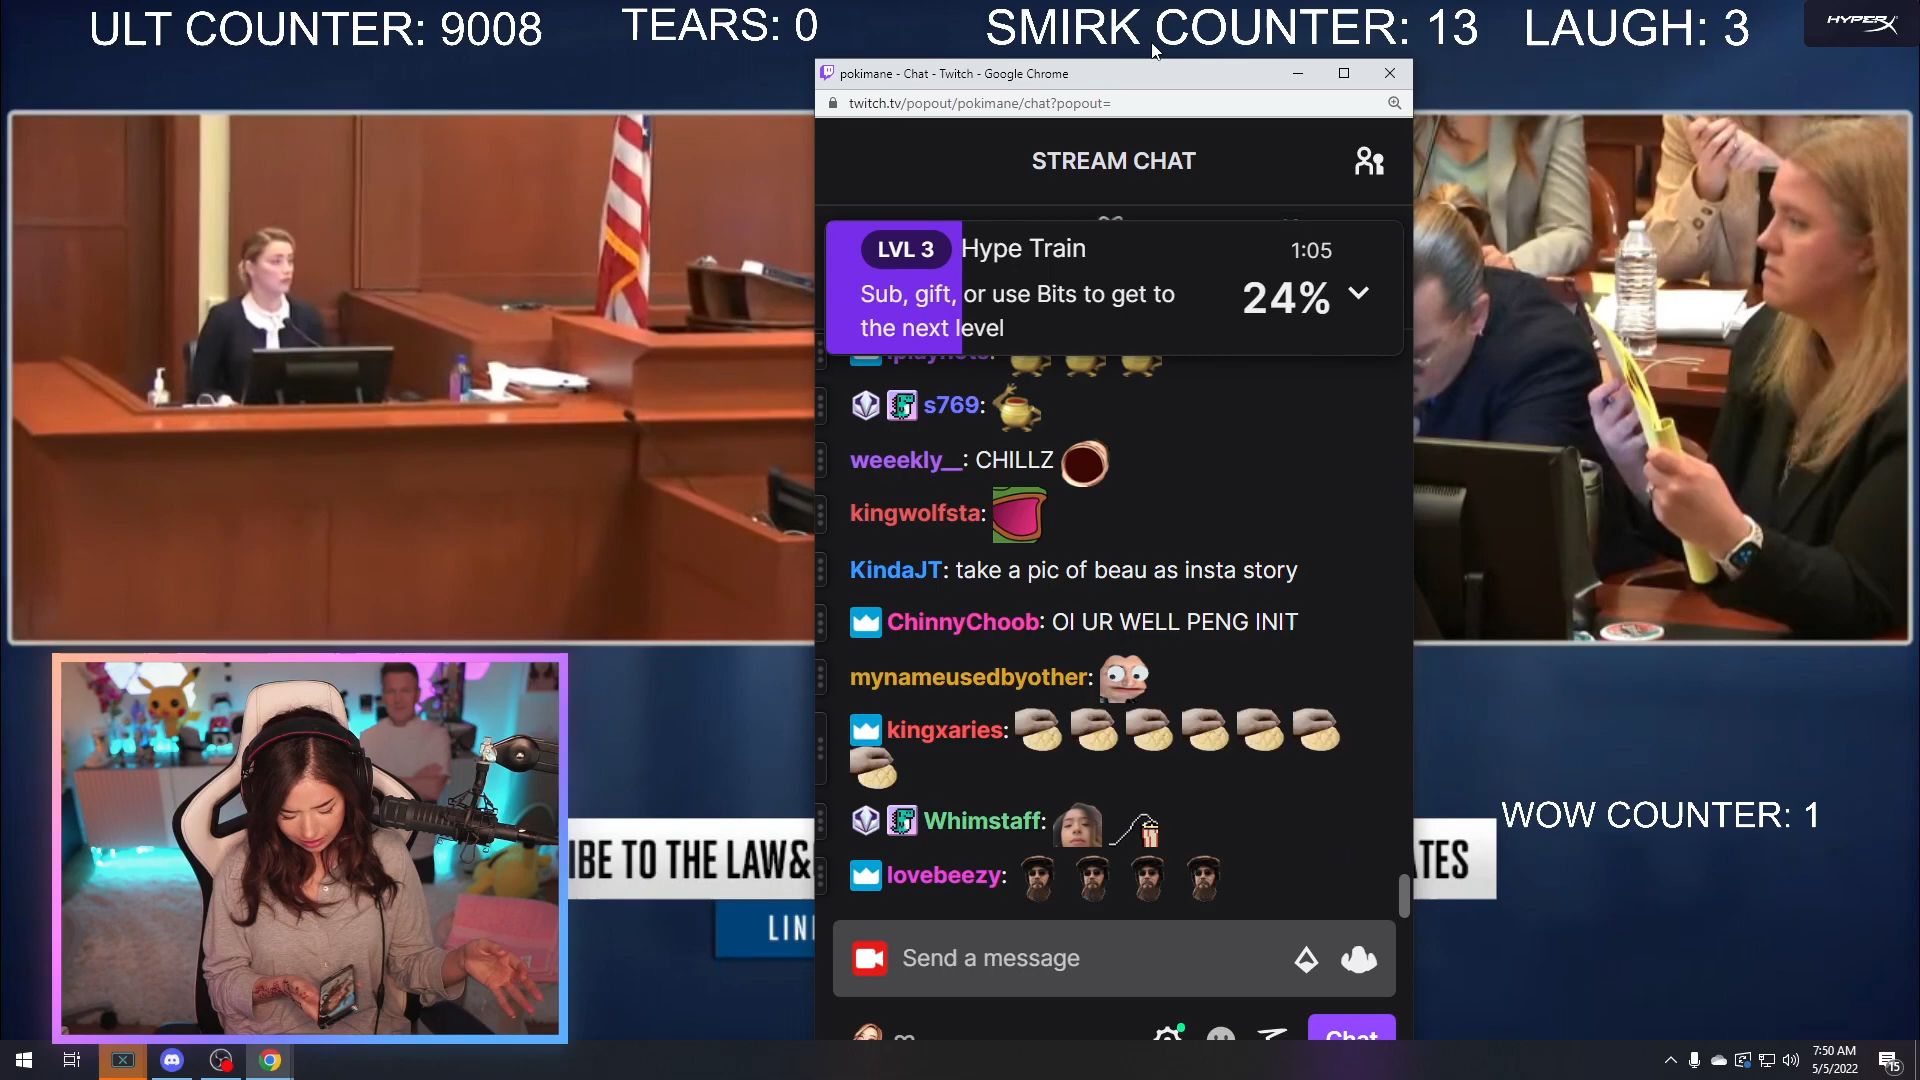 ULT COUNTER: 9008
TEARS: 0
SMIRK COUNTER: 13
LAUGH: 3
HYPERX
pokimane - Chat - Twitch - Google Chrome
twitch.tv/popout/pokimane/chat?popout=
STREAM CHAT
LVL 3 Hype Train 1:05
Sub, gift, or use Bits to get to
the next level
24%
s769:
weeekly__: CHILLZ
kingwolfsta:
KindaJT: take a pic of beau as insta story
ChinnyChoob: OI UR WELL PENG INIT
mynameusedbyother:
kingxaries:
Whimstaff:
lovebeezy:
WOW COUNTER: 1
IBE TO THE LAW&
ATES
LIN
Send a message
Chat
7:50 AM
5/5/2022
15